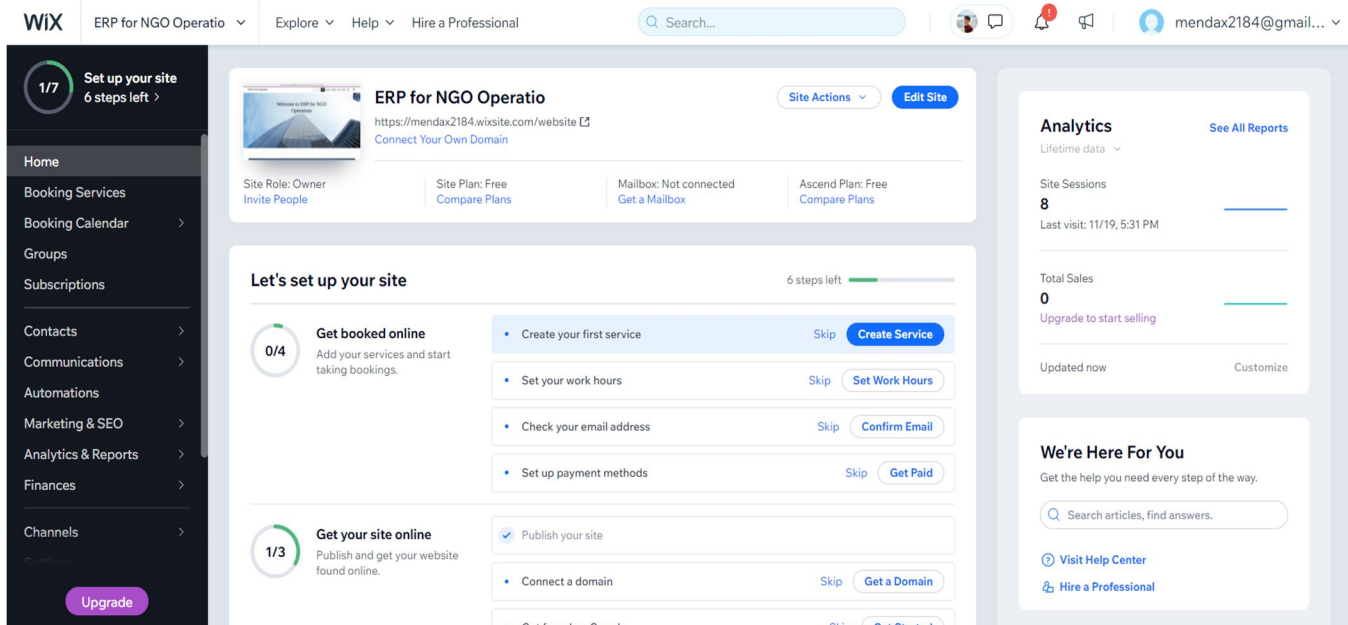 WiX
ERP for NGO Operatio
Explore
Help
Hire a Professional
Search...
mendax2184@gmail...
1/7
Set up your site
6 steps left >
Home
Booking Services
Booking Calendar
Groups
Subscriptions
Contacts
Communications
Automations
Marketing & SEO
Analytics & Reports
Finances
Channels
Settings
Upgrade
Welcome to ERP for NGO
Operations
ERP for NGO Operatio
https://mendax2184.wixsite.com/website
Connect Your Own Domain
Site Actions
Edit Site
Site Role: Owner
Invite People
Site Plan: Free
Compare Plans
Mailbox: Not connected
Get a Mailbox
Ascend Plan: Free
Compare Plans
Let's set up your site
6 steps left
0/4
Get booked online
Add your services and start
taking bookings.
Create your first service
Skip
Create Service
Set your work hours
Skip
Set Work Hours
Check your email address
Skip
Confirm Email
Set up payment methods
Skip
Get Paid
1/3
Get your site online
Publish and get your website
found online.
Publish your site
Connect a domain
Skip
Get a Domain
Analytics
See All Reports
Lifetime data
Site Sessions
8
Last visit: 11/19, 5:31 PM
Total Sales
0
Upgrade to start selling
Updated now
Customize
We're Here For You
Get the help you need every step of the way.
Search articles, find answers.
Visit Help Center
Hire a Professional